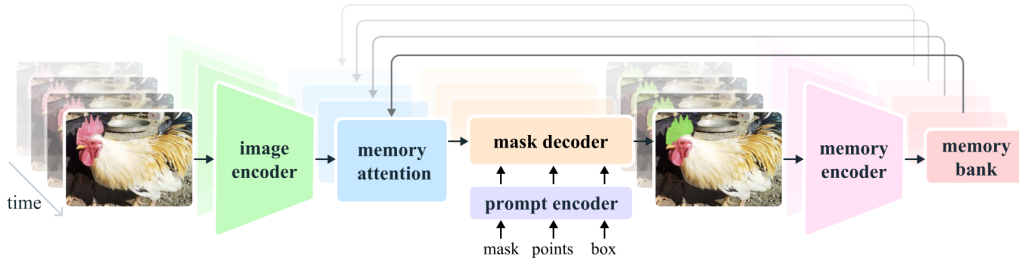 time
image
encoder
memory
attention
mask decoder
prompt encoder
mask points box
memory
encoder
memory
bank